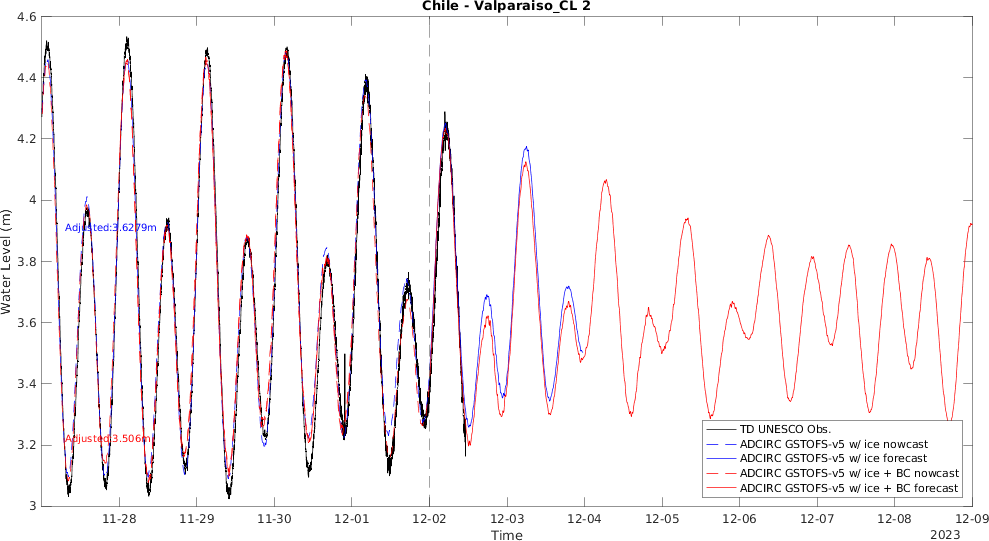 Chile - Valparaiso_CL 2
4.6
4.4
4.2
4
3.8
3.6
3.4
3.2
3
Water Level (m)
Adjusted:3.6279m
Adjusted:3.506m
TD UNESCO Obs.
ADCIRC GSTOFS-v5 w/ ice nowcast
ADCIRC GSTOFS-v5 w/ ice forecast
ADCIRC GSTOFS-v5 w/ ice + BC nowcast
ADCIRC GSTOFS-v5 w/ ice + BC forecast
11-28 11-29 11-30 12-01 12-02 12-03 12-04 12-05 12-06 12-07 12-08 12-09
Time
2023